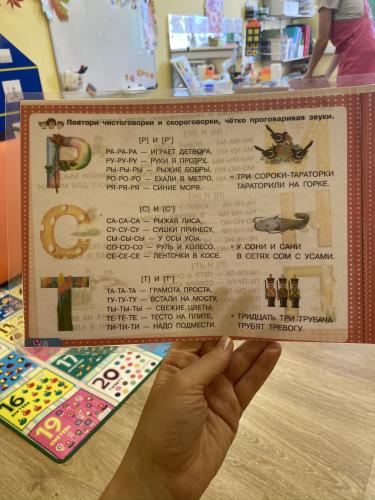 Повтори чистоговорки и скороговорки, чётко проговаривая звуки.
Р
[Р] И [Р']
РА-РА-РА — ИГРАЕТ ДЕТВОРА,
РУ-РУ-РУ — РУКИ Я ПРОТРУ,
РЫ-РЫ-РЫ — РЫЖИЕ БОБРЫ,
РО-РО-РО — ЕХАЛИ В МЕТРО,
РЯ-РЯ-РЯ — СИНИЕ МОРЯ.
ТРИ СОРОКИ-ТАРАТОРКИ
ТАРАТОРИЛИ НА ГОРКЕ.
С
[С] И [С']
СА-СА-СА — РЫЖАЯ ЛИСА,
СУ-СУ-СУ — СУШКИ ПРИНЕСУ,
СЫ-СЫ-СЫ — У ОСЫ УСЫ,
СО-СО-СО — РУЛЬ И КОЛЕСО,
СЕ-СЕ-СЕ — ЛЕНТОЧКИ В КОСЕ.
У СОНИ И САНИ
В СЕТЯХ СОМ С УСАМИ.
Т
[Т] И [Т']
ТА-ТА-ТА — ГРАМОТА ПРОСТА,
ТУ-ТУ-ТУ — ВСТАЛИ НА МОСТУ,
ТЫ-ТЫ-ТЫ — СВЕЖИЕ ЦВЕТЫ,
ТЕ-ТЕ-ТЕ — ТЕСТО НА ПЛИТЕ,
ТИ-ТИ-ТИ — НАДО ПОДМЕСТИ.
ТРИДЦАТЬ ТРИ ТРУБАЧА
ТРУБЯТ ТРЕВОГУ.
16
17
19
20